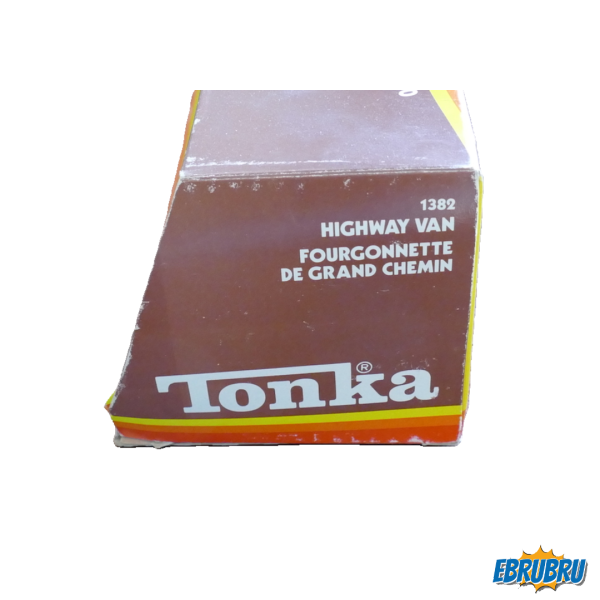 1382
HIGHWAY VAN
FOURGONNETTE
DE GRAND CHEMIN
Tonka®
EBRUBRU